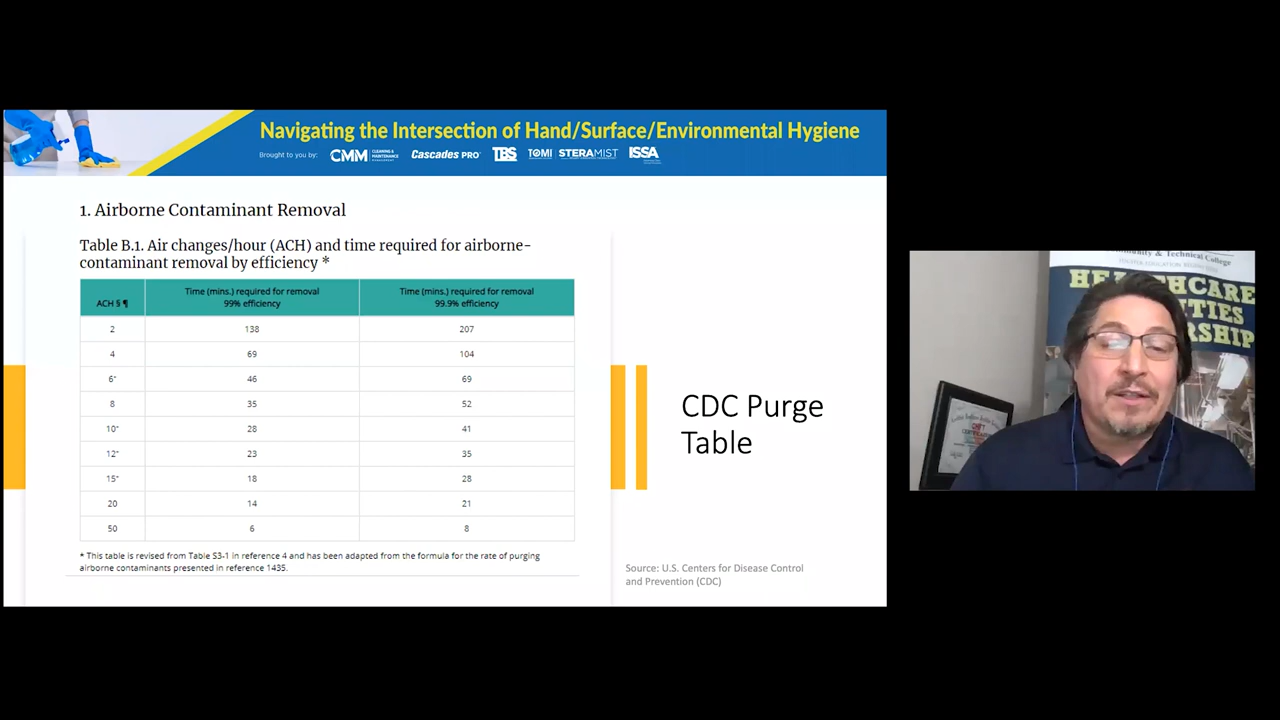 Navigating the Intersection of Hand/Surface/Environmental Hygiene
Brought to you by: CMM CLEANING & MAINTENANCE MANAGEMENT Cascades PRO TBS TOMI STERAMIST ISSA
1. Airborne Contaminant Removal
Table B.1. Air changes/hour (ACH) and time required for airborne-
contaminant removal by efficiency *
ACH § ¶ Time (mins.) required for removal 99% efficiency Time (mins.) required for removal 99.9% efficiency
2 138 207
4 69 104
6+ 46 69
8 35 52
10+ 28 41
12+ 23 35
15+ 18 28
20 14 21
50 6 8
* This table is revised from Table S3-1 in reference 4 and has been adapted from the formula for the rate of purging
airborne contaminants presented in reference 1435.
CDC Purge
Table
Source: U.S. Centers for Disease Control
and Prevention (CDC)
& Technical College
HEALTHCARE